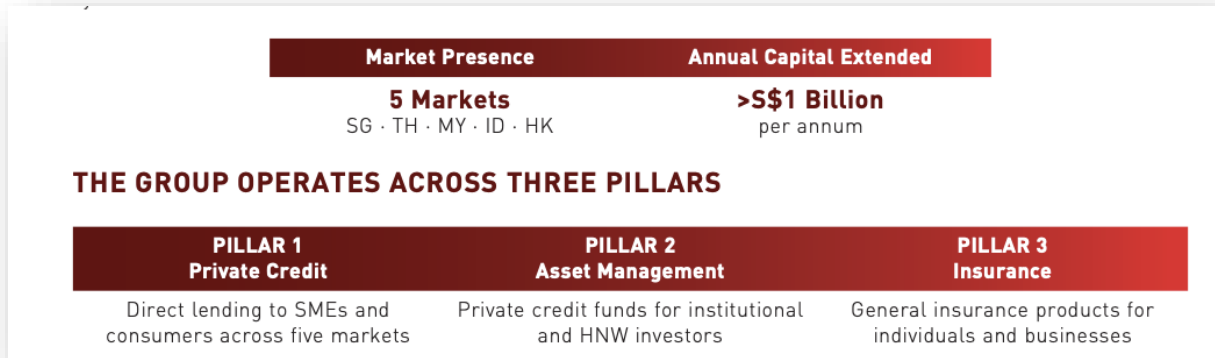 Market Presence
Annual Capital Extended
5 Markets
>S$1 Billion
SG · TH · MY · ID · HK
per annum
THE GROUP OPERATES ACROSS THREE PILLARS
PILLAR 1
Private Credit
Direct lending to SMEs and
consumers across five markets
PILLAR 2
Asset Management
Private credit funds for institutional
and HNW investors
PILLAR 3
Insurance
General insurance products for
individuals and businesses